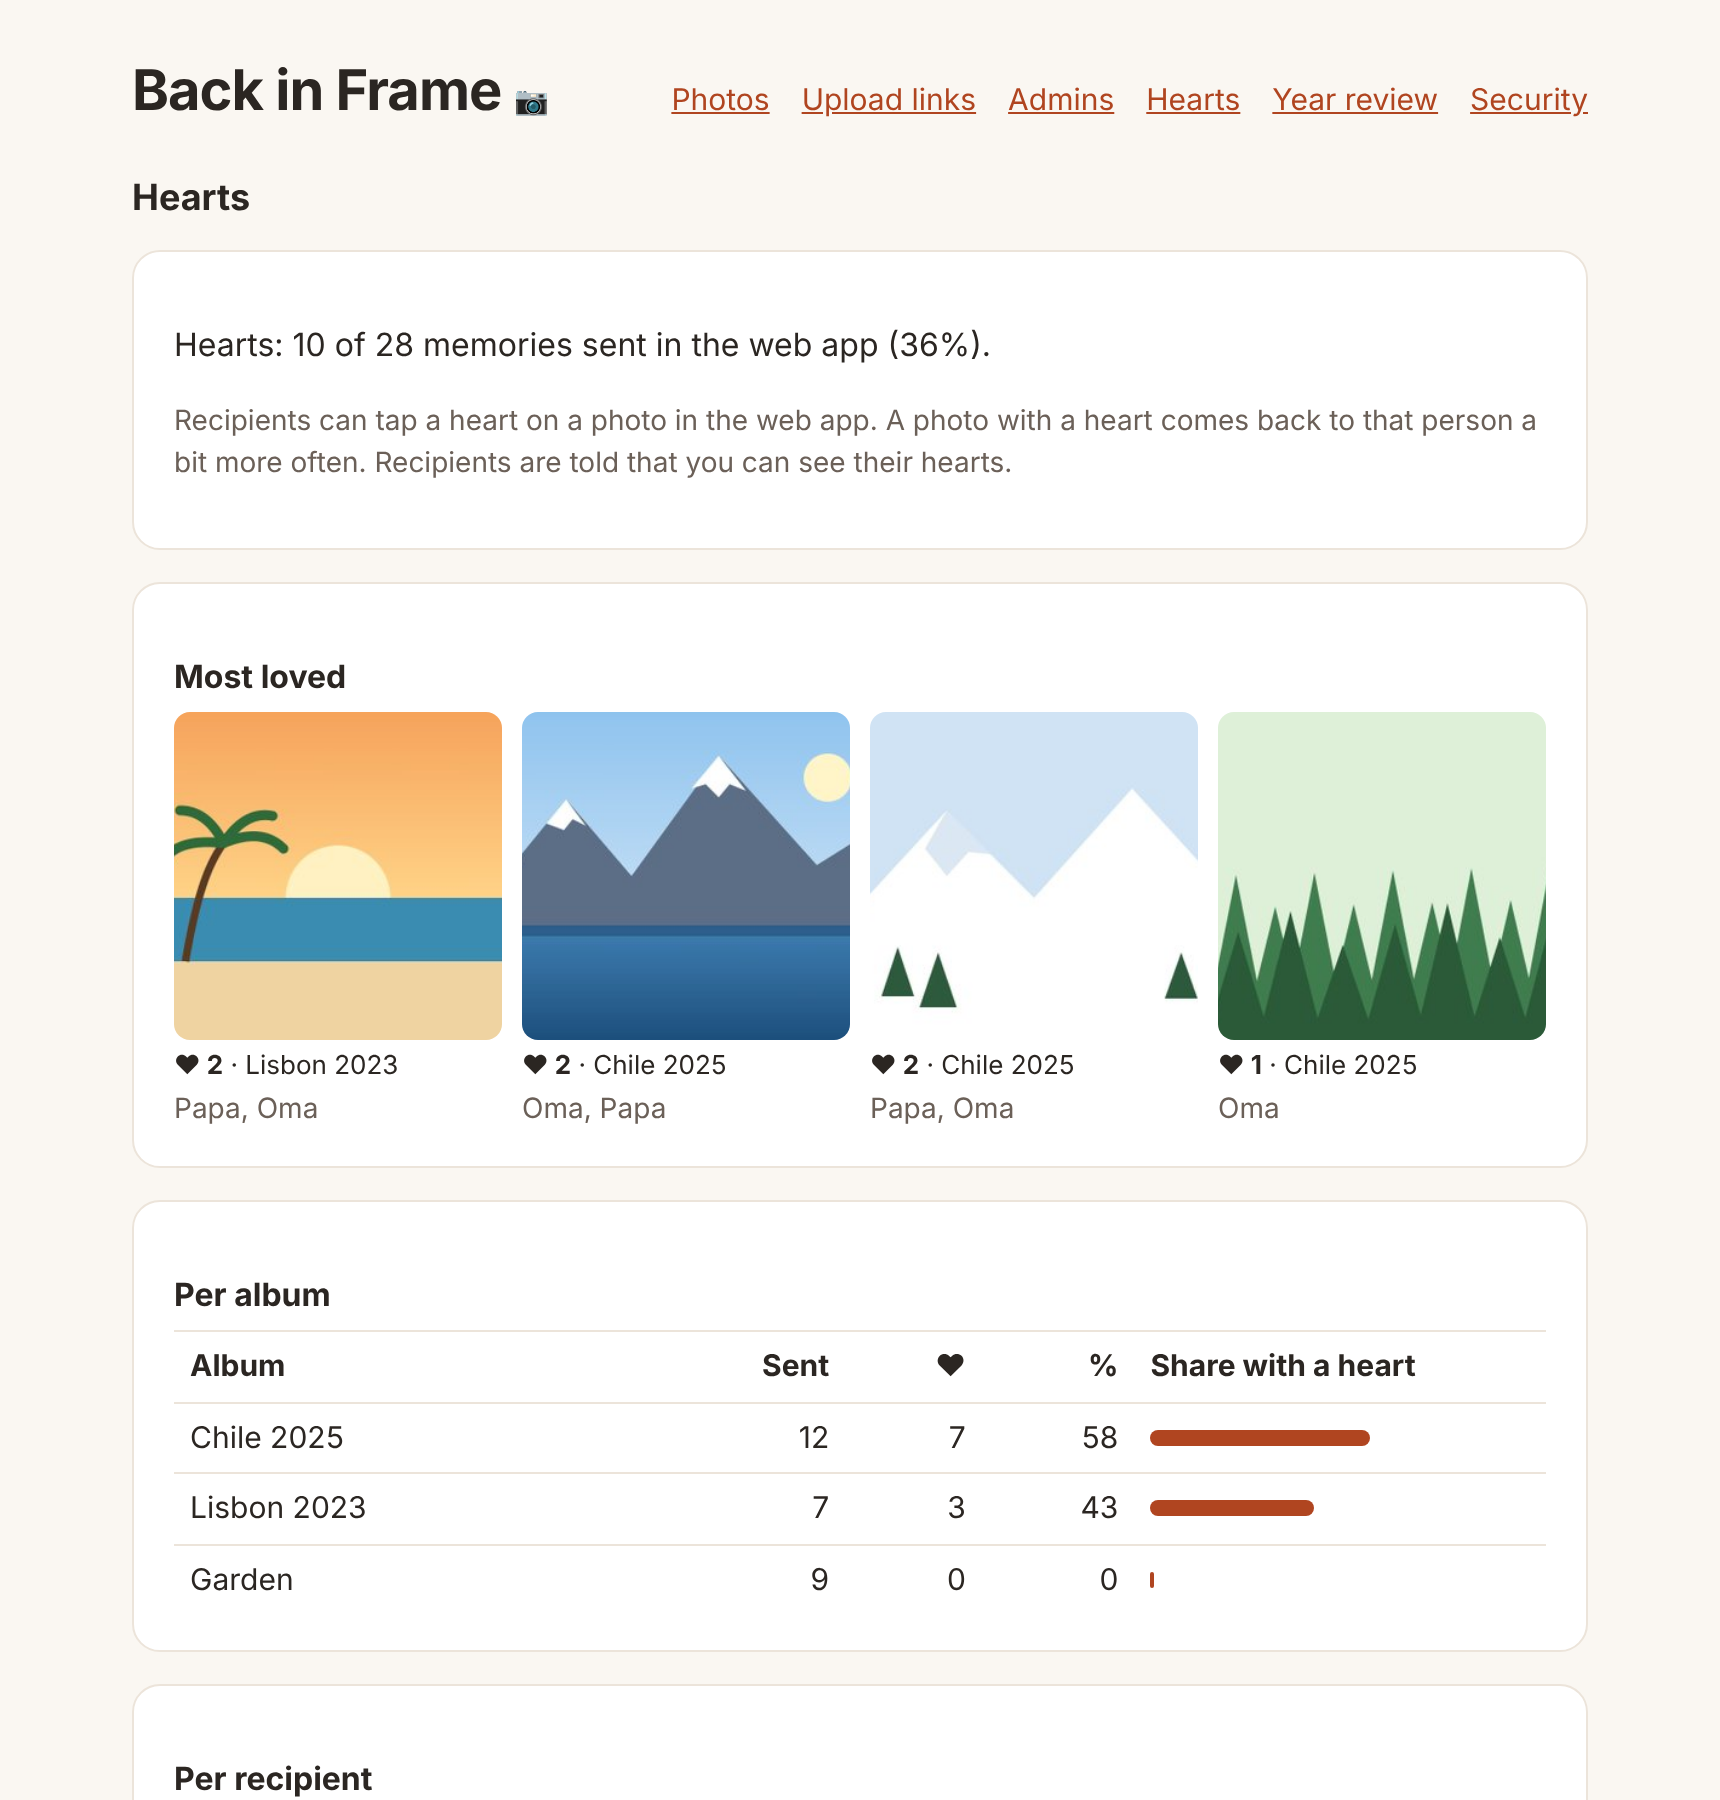 Back in Frame 📷
Photos Upload links Admins Hearts Year review Security
Hearts
Hearts: 10 of 28 memories sent in the web app (36%).
Recipients can tap a heart on a photo in the web app. A photo with a heart comes back to that person a
bit more often. Recipients are told that you can see their hearts.
Most loved
♥ 2 · Lisbon 2023
Papa, Oma
♥ 2 · Chile 2025
Oma, Papa
♥ 2 · Chile 2025
Papa, Oma
♥ 1 · Chile 2025
Oma
Per album
Album Sent ♥ % Share with a heart
Chile 2025 12 7 58
Lisbon 2023 7 3 43
Garden 9 0 0
Per recipient